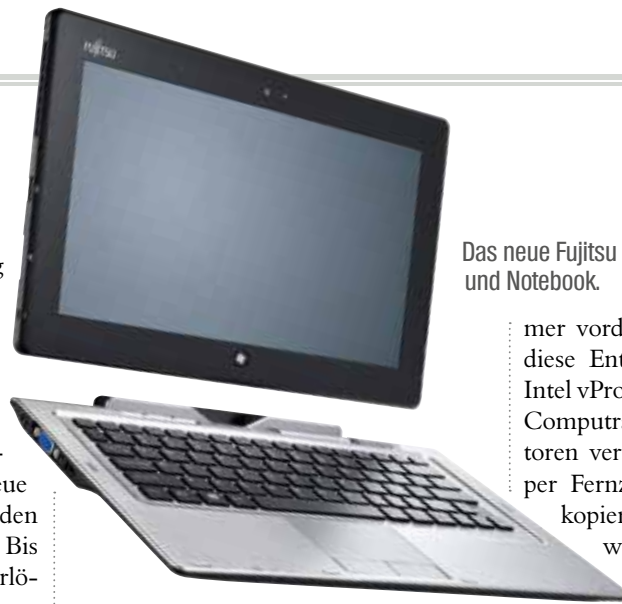 FUJITSU
Das neue Fujitsu
und Notebook.
g
-
eue
den
Bis
rlö-
mer vord
diese Ent
Intel vPro
Computra
toren ver
per Fernz
kopier
w